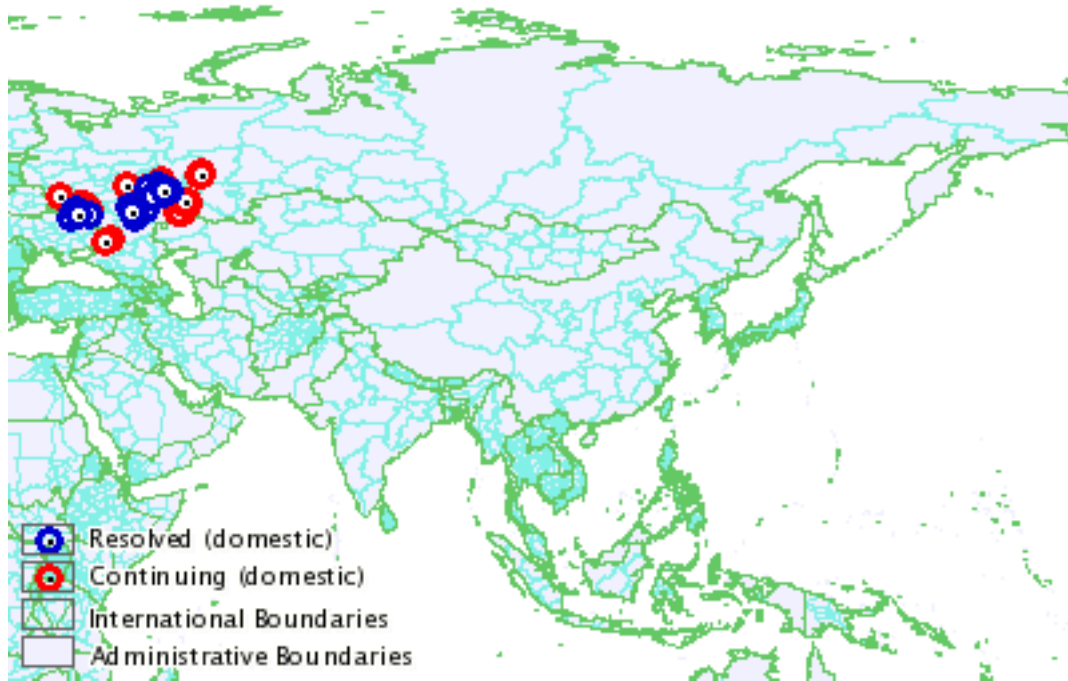 Resolved (domestic)
Continuing (domestic)
International Boundaries
Administrative Boundaries